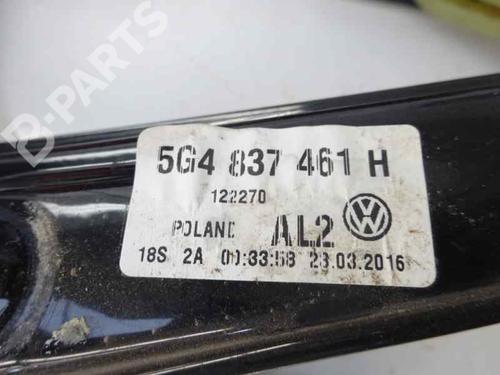 B-PARTS
5G4 837 461 H
122270
POLAND AL2
18S 2A 00:33:58 23.03.2016